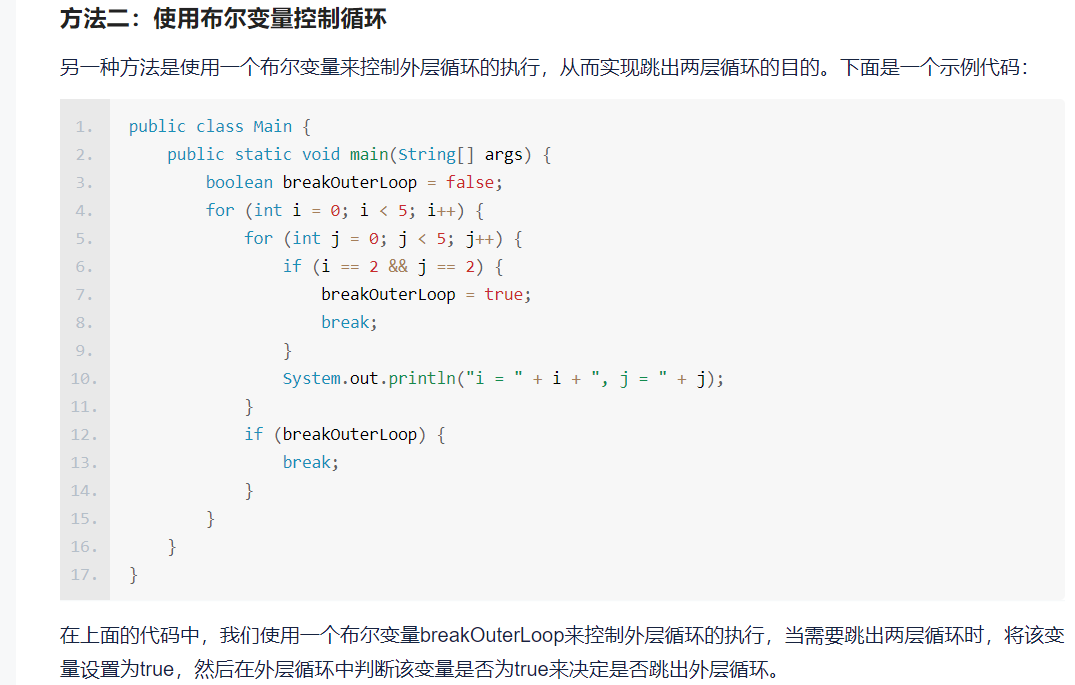 方法二：使用布尔变量控制循环
另一种方法是使用一个布尔变量来控制外层循环的执行，从而实现跳出两层循环的目的。下面是一个示例代码：
1. public class Main {
2.     public static void main(String[] args) {
3.         boolean breakOuterLoop = false;
4.         for (int i = 0; i < 5; i++) {
5.             for (int j = 0; j < 5; j++) {
6.                 if (i == 2 && j == 2) {
7.                     breakOuterLoop = true;
8.                     break;
9.                 }
10.                 System.out.println("i = " + i + ", j = " + j);
11.             }
12.             if (breakOuterLoop) {
13.                 break;
14.             }
15.         }
16.     }
17. }
在上面的代码中，我们使用一个布尔变量breakOuterLoop来控制外层循环的执行，当需要跳出两层循环时，将该变
量设置为true，然后在外层循环中判断该变量是否为true来决定是否跳出外层循环。